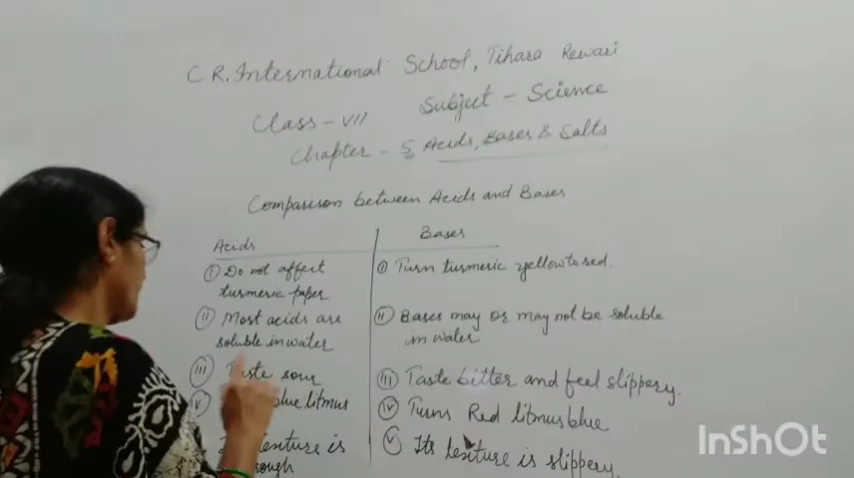 C R. International School, Tihara Rewari
Class - VII Subject - Science
Chapter - 5 Acids, Bases & Salts
Comparison between Acids and Bases
Acids
(i) Do not affect
turmeric paper
(ii) Most acids are
soluble in water
(iii) Taste sour
blue litmus
texture is
rough
Bases
(i) Turn turmeric yellow to red.
(ii) Bases may or may not be soluble
in water
(iii) Taste bitter and feel slippery.
(iv) Turns Red litmus blue
(v) Its texture is slippery.
InShOt